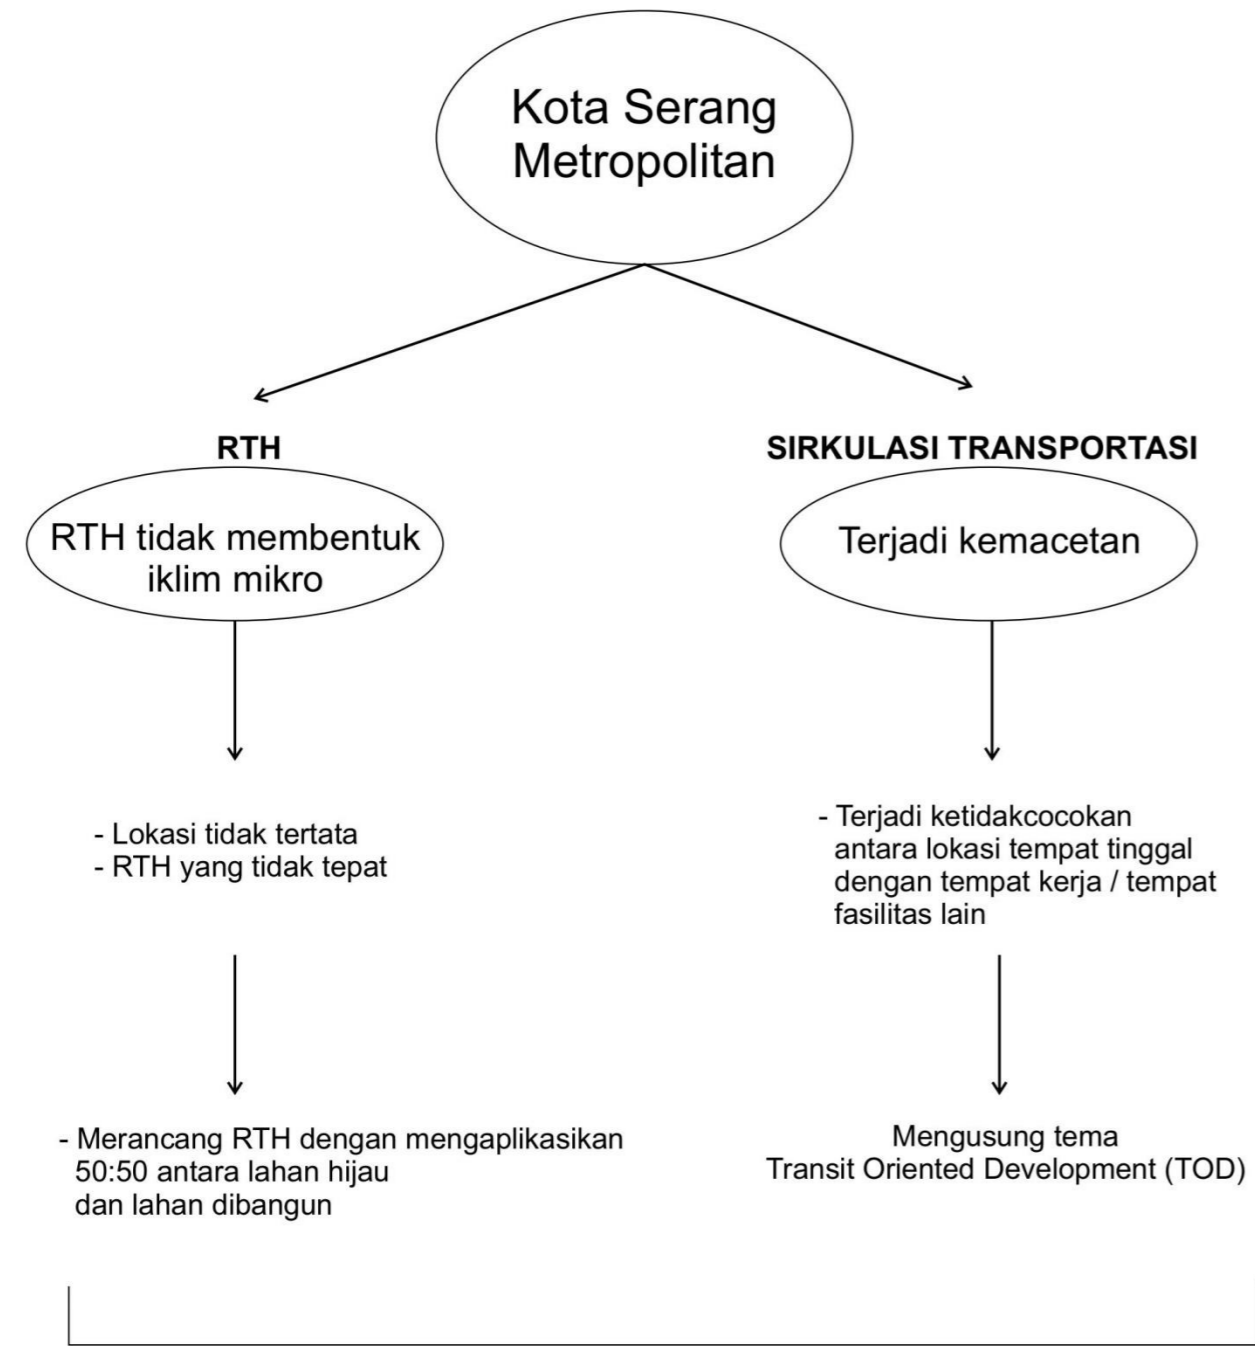 Kota Serang
Metropolitan
RTH
RTH tidak membentuk
iklim mikro
- Lokasi tidak tertata
- RTH yang tidak tepat
- Merancang RTH dengan mengaplikasikan
50:50 antara lahan hijau
dan lahan dibangun
SIRKULASI TRANSPORTASI
Terjadi kemacetan
- Terjadi ketidakcocokan
antara lokasi tempat tinggal
dengan tempat kerja / tempat
fasilitas lain
Mengusung tema
Transit Oriented Development (TOD)